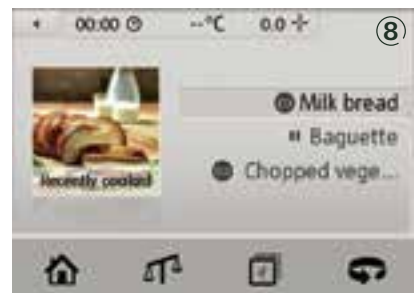 00:00 --°C 0.0
⑧
Milk bread
Baguette
Chopped vege...
Recently cooked